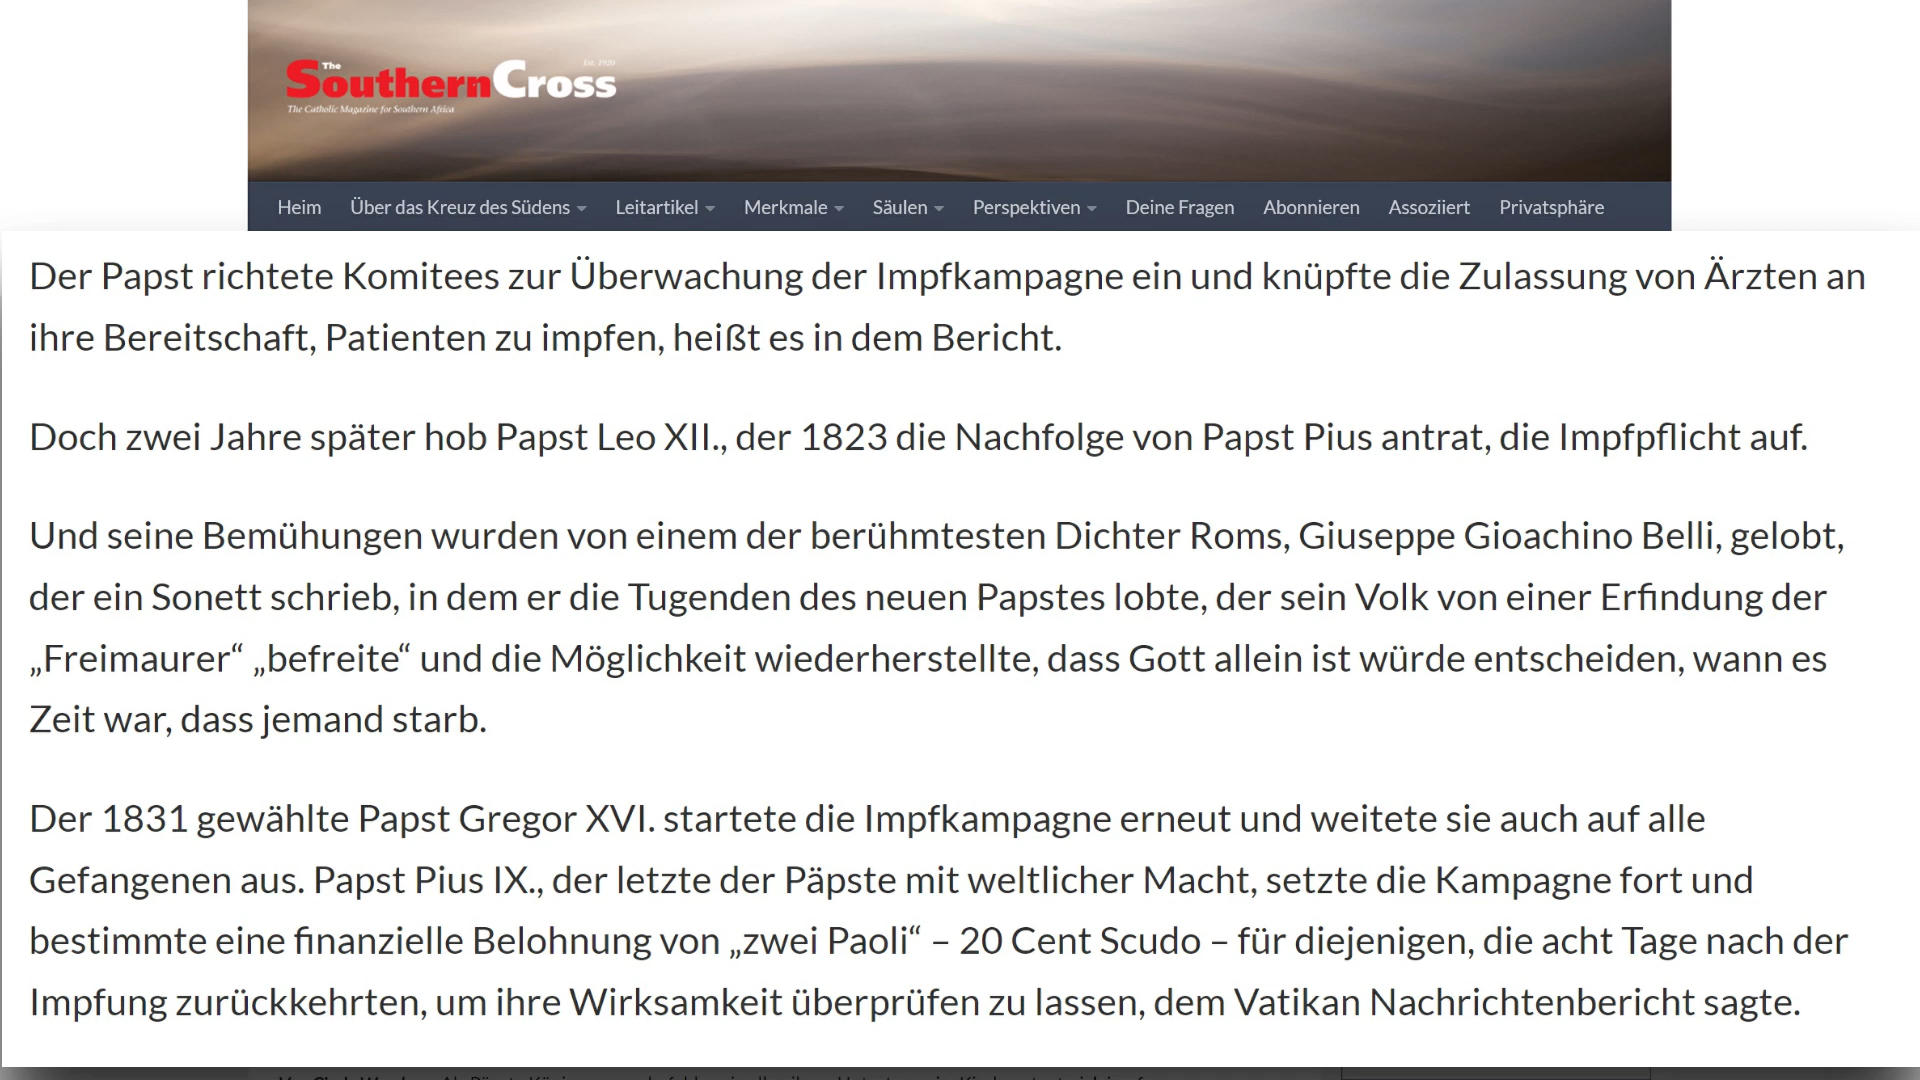 The
SouthernCross
Est. 1920
The Catholic Magazine for Southern Africa
Heim Über das Kreuz des Südens Leitartikel Merkmale Säulen Perspektiven Deine Fragen Abonnieren Assoziiert Privatsphäre
Der Papst richtete Komitees zur Überwachung der Impfkampagne ein und knüpfte die Zulassung von Ärzten an
ihre Bereitschaft, Patienten zu impfen, heißt es in dem Bericht.
Doch zwei Jahre später hob Papst Leo XII., der 1823 die Nachfolge von Papst Pius antrat, die Impfpflicht auf.
Und seine Bemühungen wurden von einem der berühmtesten Dichter Roms, Giuseppe Gioachino Belli, gelobt,
der ein Sonett schrieb, in dem er die Tugenden des neuen Papstes lobte, der sein Volk von einer Erfindung der
„Freimaurer“ „befreite“ und die Möglichkeit wiederherstellte, dass Gott allein ist würde entscheiden, wann es
Zeit war, dass jemand starb.
Der 1831 gewählte Papst Gregor XVI. startete die Impfkampagne erneut und weitete sie auch auf alle
Gefangenen aus. Papst Pius IX., der letzte der Päpste mit weltlicher Macht, setzte die Kampagne fort und
bestimmte eine finanzielle Belohnung von „zwei Paoli“ – 20 Cent Scudo – für diejenigen, die acht Tage nach der
Impfung zurückkehrten, um ihre Wirksamkeit überprüfen zu lassen, dem Vatikan Nachrichtenbericht sagte.